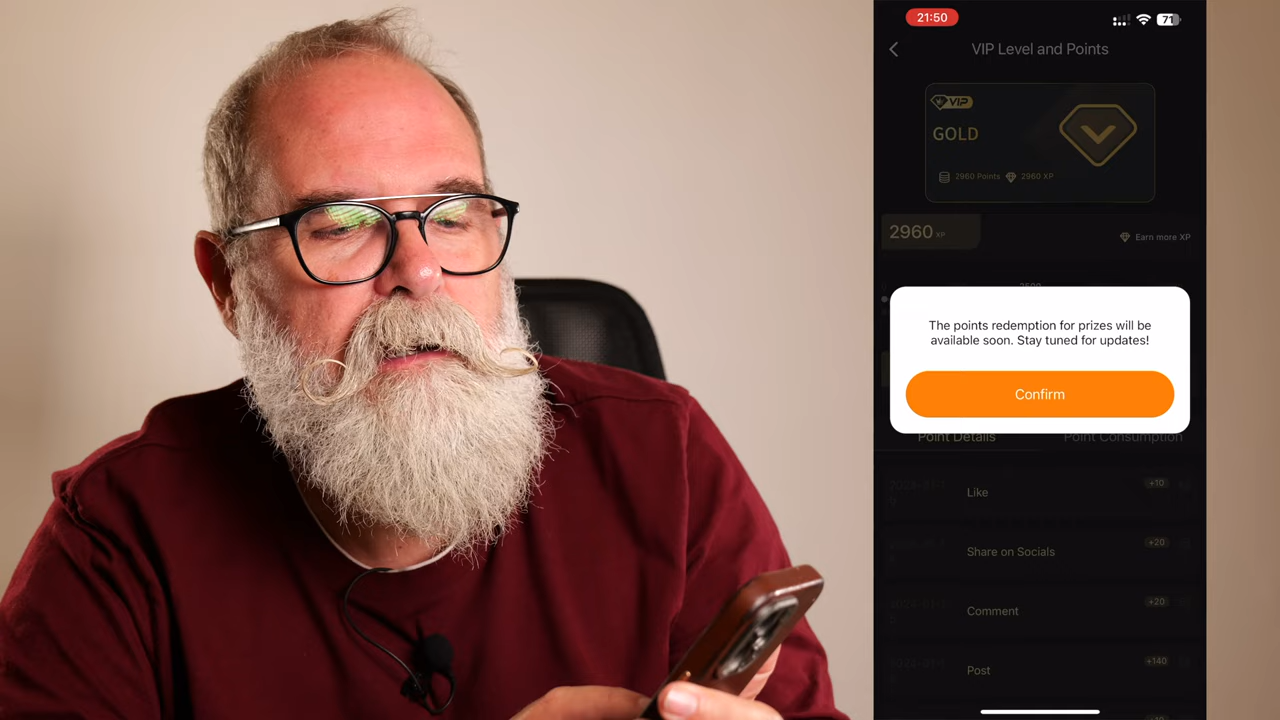 21:50
71
VIP Level and Points
VIP
GOLD
2960 Points 2960 XP
2960 XP
Earn more XP
The points redemption for prizes will be
available soon. Stay tuned for updates!
Confirm
Point Details Point Consumption
Like +10
Share on Socials +20
Comment +20
Post +140